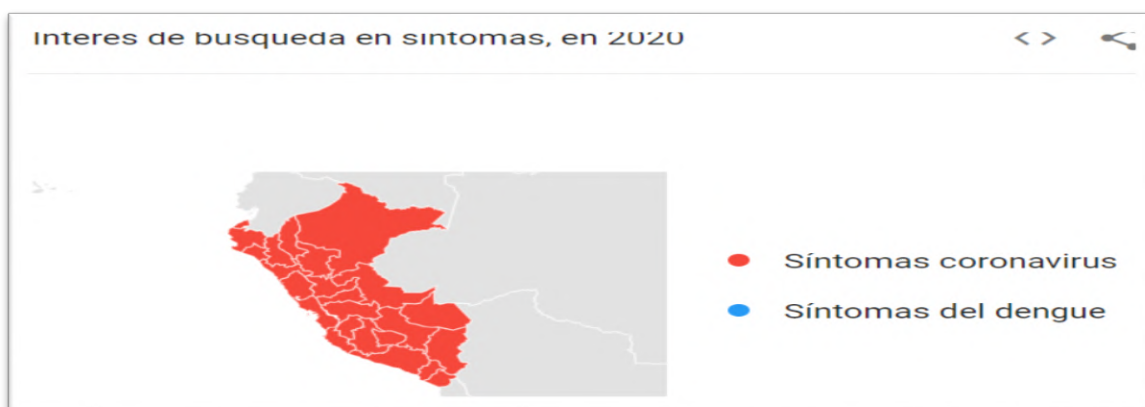 Interes de busqueda en sintomas, en 2020
Síntomas coronavirus
Síntomas del dengue